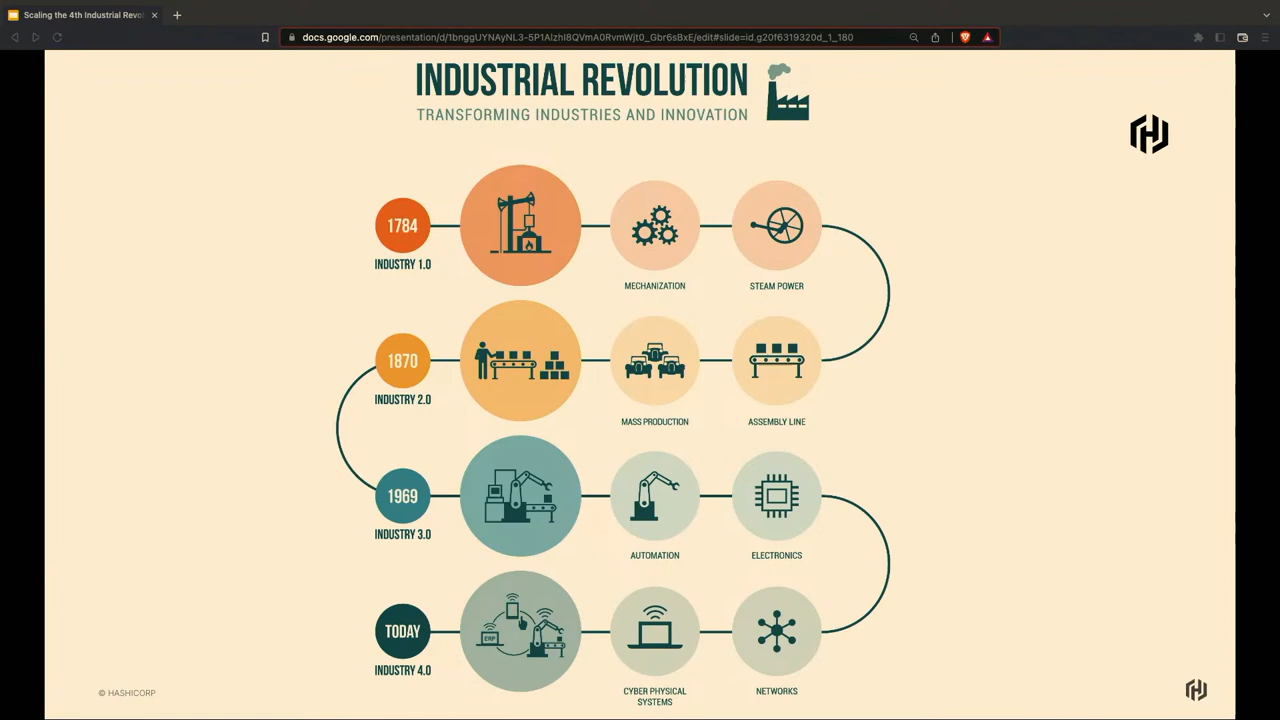 Scaling the 4th Industrial Revol
docs.google.com/presentation/d/1bnggUYNAyNL3-5P1AlzhI8QVmA0RvmWjt0_Gbr6sBxE/edit#slide=id.g20f6319320d_1_180
INDUSTRIAL REVOLUTION
TRANSFORMING INDUSTRIES AND INNOVATION
1784
INDUSTRY 1.0
MECHANIZATION
STEAM POWER
1870
INDUSTRY 2.0
MASS PRODUCTION
ASSEMBLY LINE
1969
INDUSTRY 3.0
AUTOMATION
ELECTRONICS
TODAY
INDUSTRY 4.0
ERP
CYBER PHYSICAL
SYSTEMS
NETWORKS
© HASHICORP